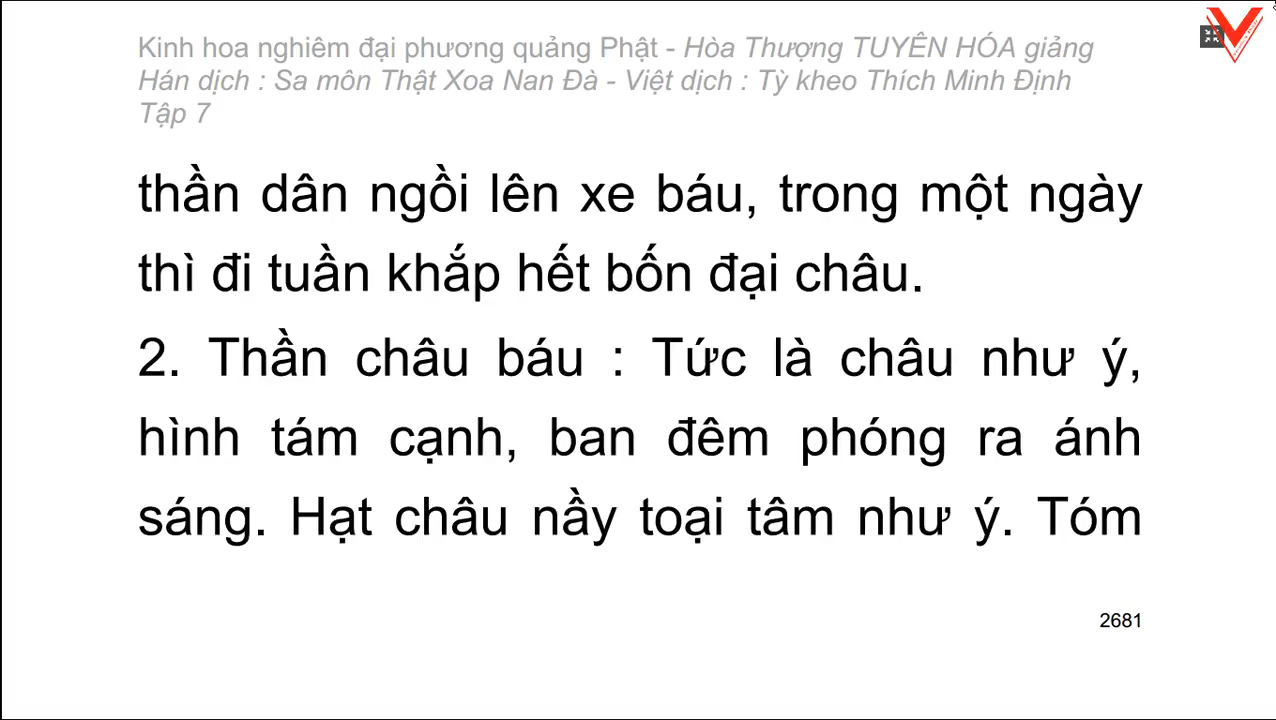 Kinh hoa nghiêm đại phương quảng Phật - Hòa Thượng TUYÊN HÓA giảng
Hán dịch : Sa môn Thật Xoa Nan Đà - Việt dịch : Tỳ kheo Thích Minh Định
Tập 7
thần dân ngồi lên xe báu, trong một ngày
thì đi tuần khắp hết bốn đại châu.
2. Thần châu báu : Tức là châu như ý,
hình tám cạnh, ban đêm phóng ra ánh
sáng. Hạt châu nầy toại tâm như ý. Tóm
2681